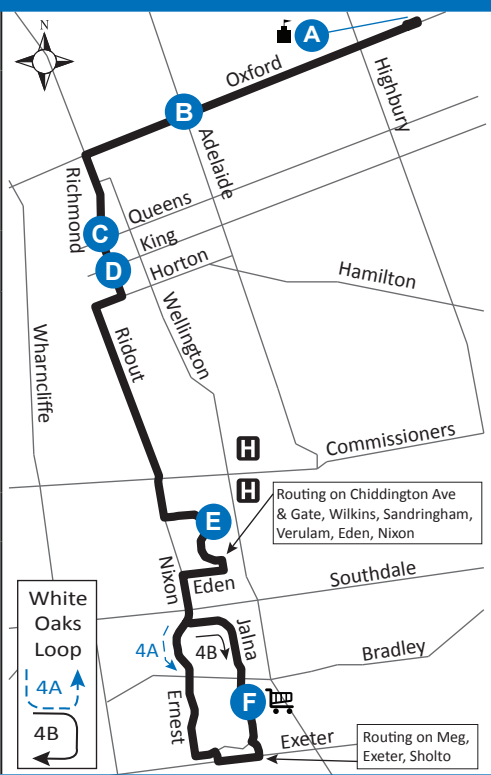 N
A
Oxford
Highbury
B
Adelaide
Richmond
Queens
C
King
D
Horton
Hamilton
Wellington
Ridout
Wharncliffe
H
Commissioners
H
Routing on Chiddington Ave
& Gate, Wilkins, Sandringham,
Verulam, Eden, Nixon
E
Nixon
Eden
Southdale
White
Oaks
Loop
4A
4B
4A
4B
Jalna
Bradley
F
Ernest
Exeter
Routing on Meg,
Exeter, Sholto